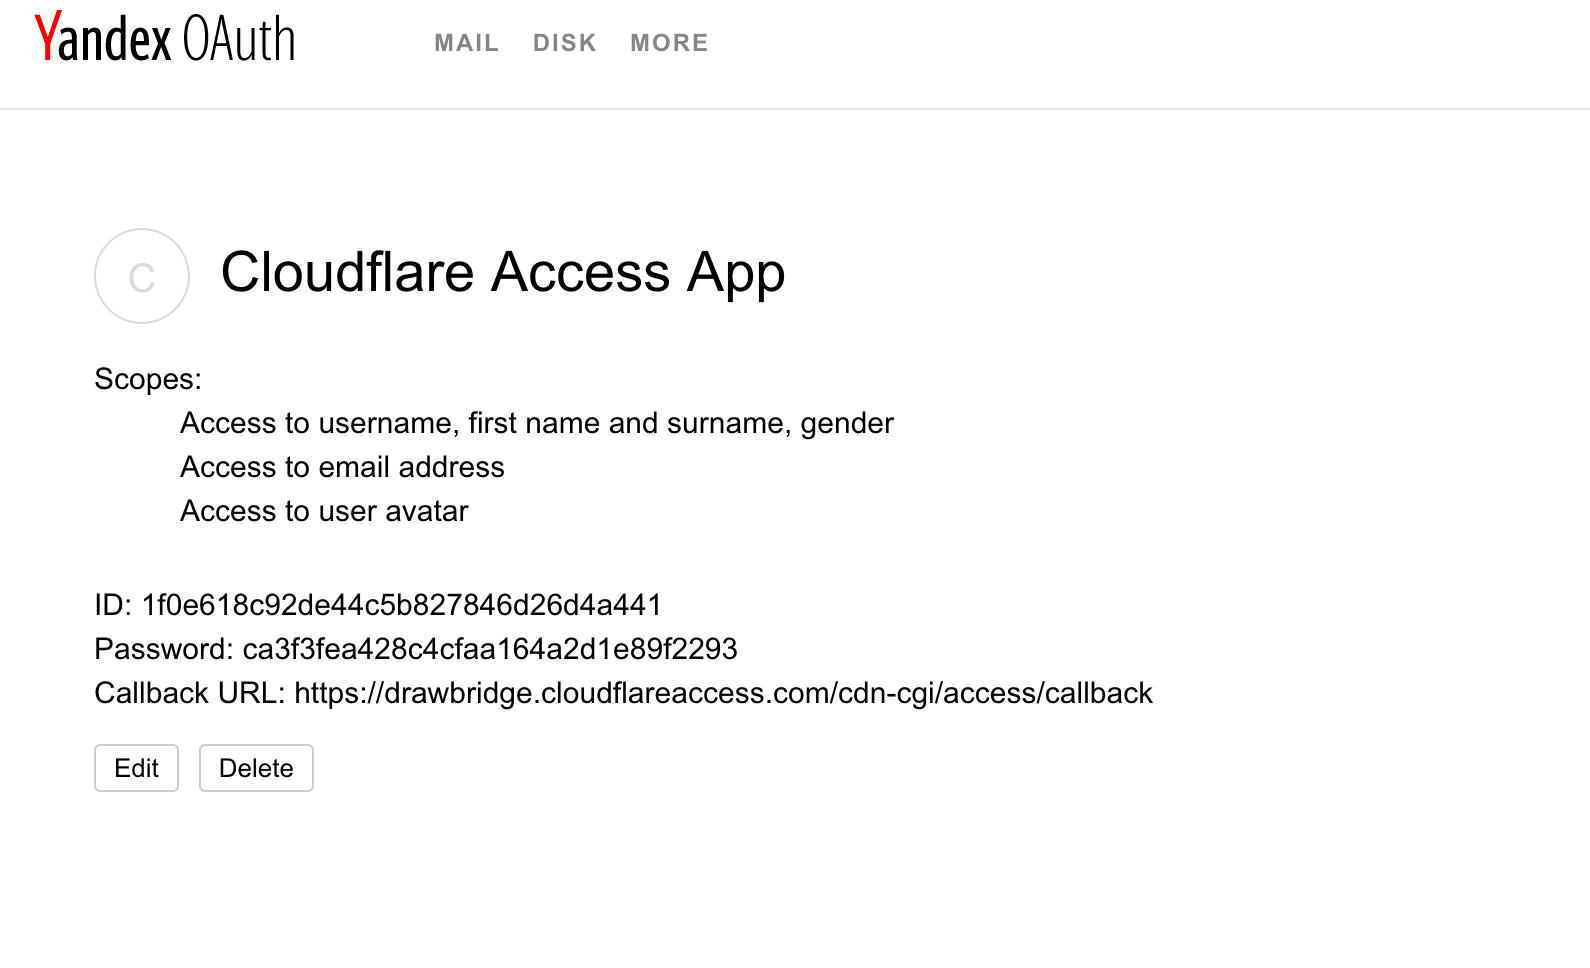 Yandex OAuth MAIL DISK MORE
C Cloudflare Access App
Scopes:
Access to username, first name and surname, gender
Access to email address
Access to user avatar
ID: 1f0e618c92de44c5b827846d26d4a441
Password: ca3f3fea428c4cfaa164a2d1e89f2293
Callback URL: https://drawbridge.cloudflareaccess.com/cdn-cgi/access/callback
Edit Delete